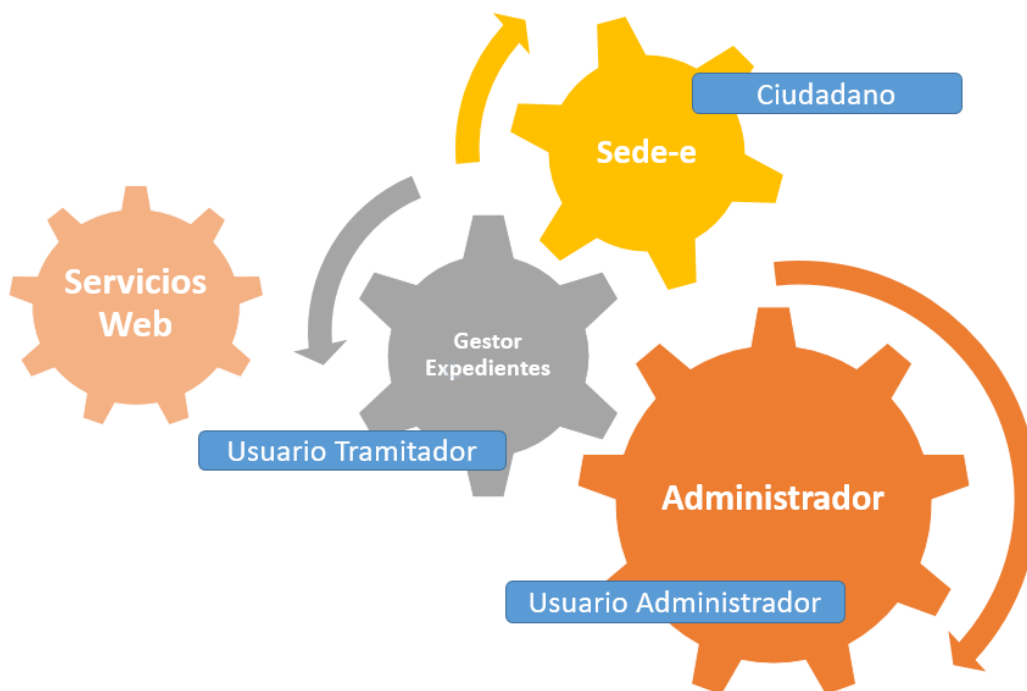 Ciudadano
Sede-e
Servicios
Web
Gestor
Expedientes
Usuario Tramitador
Administrador
Usuario Administrador